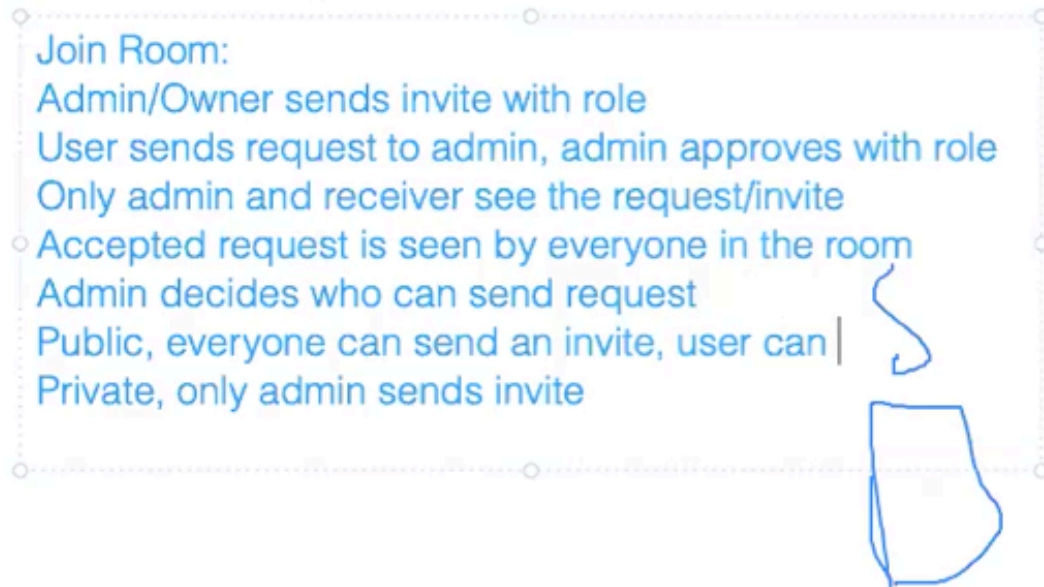 Join Room:
Admin/Owner sends invite with role
User sends request to admin, admin approves with role
Only admin and receiver see the request/invite
Accepted request is seen by everyone in the room
Admin decides who can send request
Public, everyone can send an invite, user can
Private, only admin sends invite